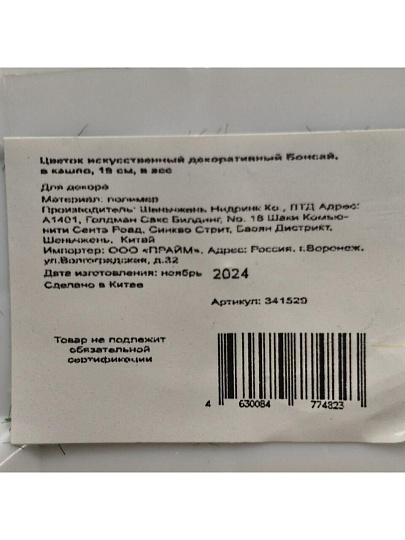 Цветок искусственный декоративный Бонсай,
в кашпо, 19 см, в асс
Для декора
Материал: полимер
Производитель: Шеньчжень Нидринк Ко., ЛТД Адрес:
А1401, Голдман Сакс Билдинг, No. 18 Шаки Комью-
нити Сентэ Роад, Синкво Стрит, Баоян Дистрикт,
Шеньчжень, Китай
Импортер: ООО «ПРАЙМ», Адрес: Россия, г.Воронеж,
ул.Волгоградская, д.32
Дата изготовления: ноябрь 2024
Сделано в Китае
Артикул: 341529
Товар не подлежит
обязательной
сертификации
4 630084 774823